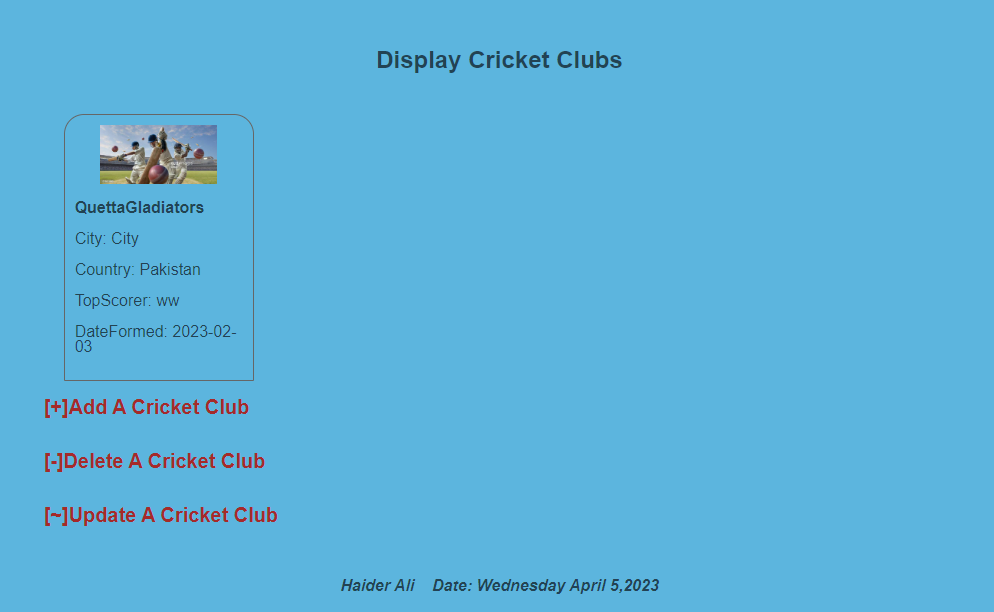 Display Cricket Clubs
QuettaGladiators
City: City
Country: Pakistan
TopScorer: ww
DateFormed: 2023-02-
03
[+]Add A Cricket Club
[-]Delete A Cricket Club
[~]Update A Cricket Club
Haider Ali Date: Wednesday April 5,2023